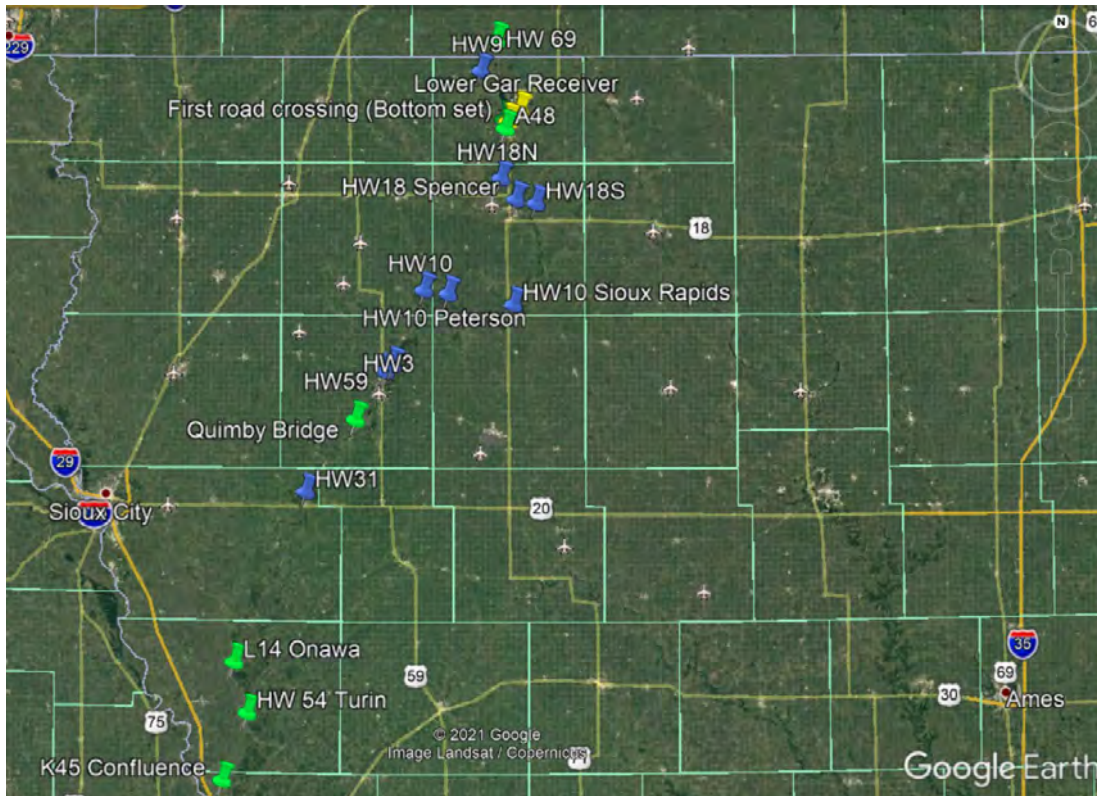 N
6
229
HW9
HW 69
Lower Gar Receiver
First road crossing (Bottom set)
A48
HW18N
HW18 Spencer
HW18S
18
HW10
HW10 Sioux Rapids
HW10 Peterson
HW3
HW59
Quimby Bridge
29
HW31
Sioux City
20
L14 Onawa
35
59
69
HW 54 Turin
30
Ames
75
© 2021 Google
Image Landsat / Copernicus
K45 Confluence
Google Earth